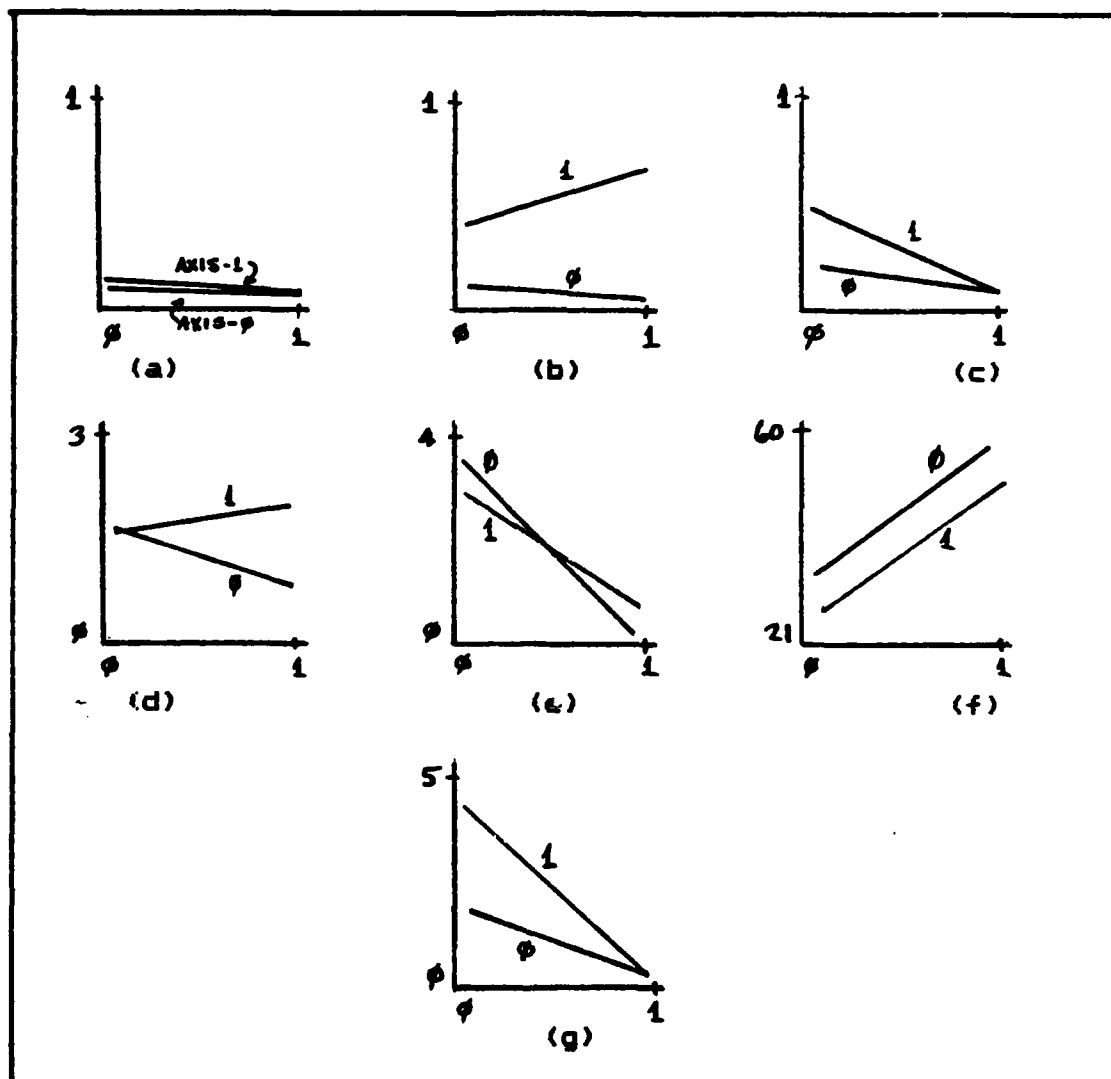 1 1 1
1 1
AXIS-1 ø ø
AXIS-ø
ø 1 ø 1 ø 1
(a) (b) (c)
3 4 60
1 ø ø
1 1
ø
ø ø 21
ø 1 ø 1 ø 1
(d) (e) (f)
5
1
ø
ø
ø 1
(g)